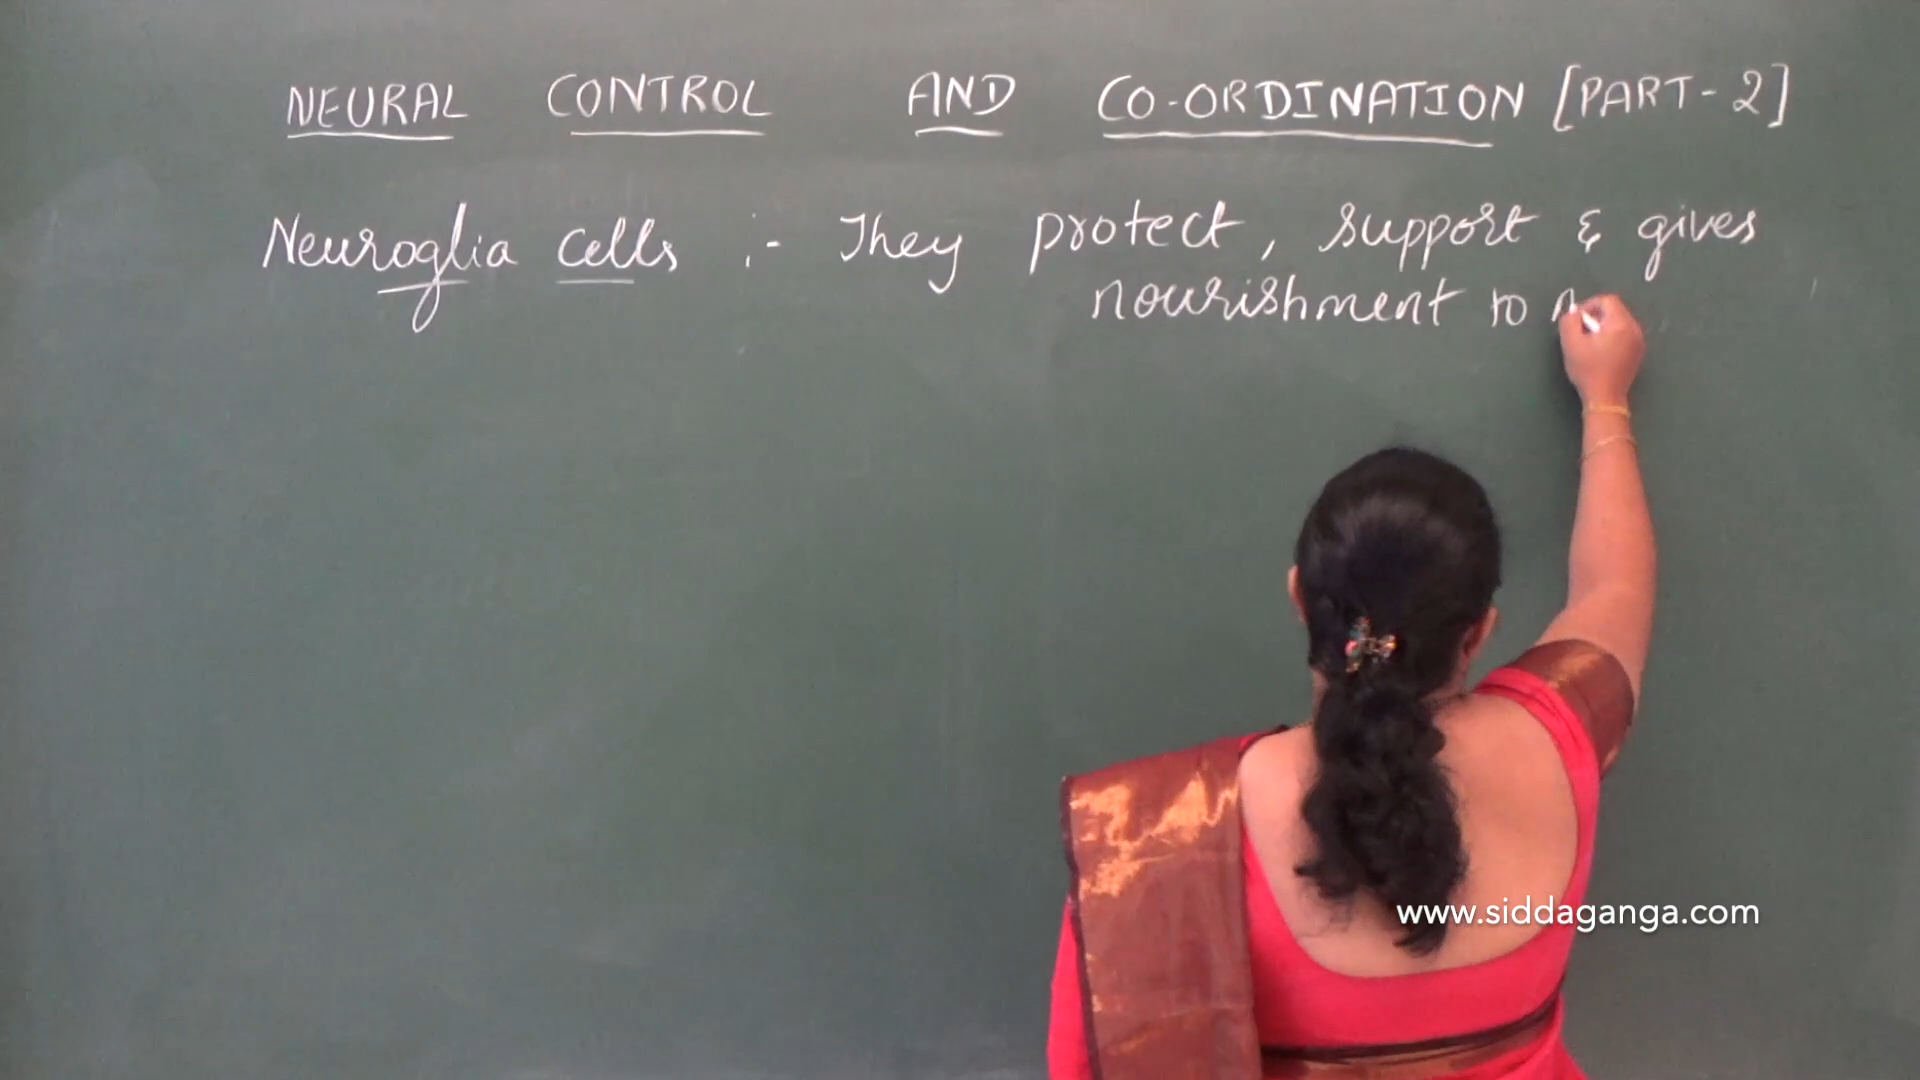 NEURAL CONTROL AND CO-ORDINATION [PART-2]
Neuroglia cells :- They protect, support & gives
nourishment to
www.siddaganga.com